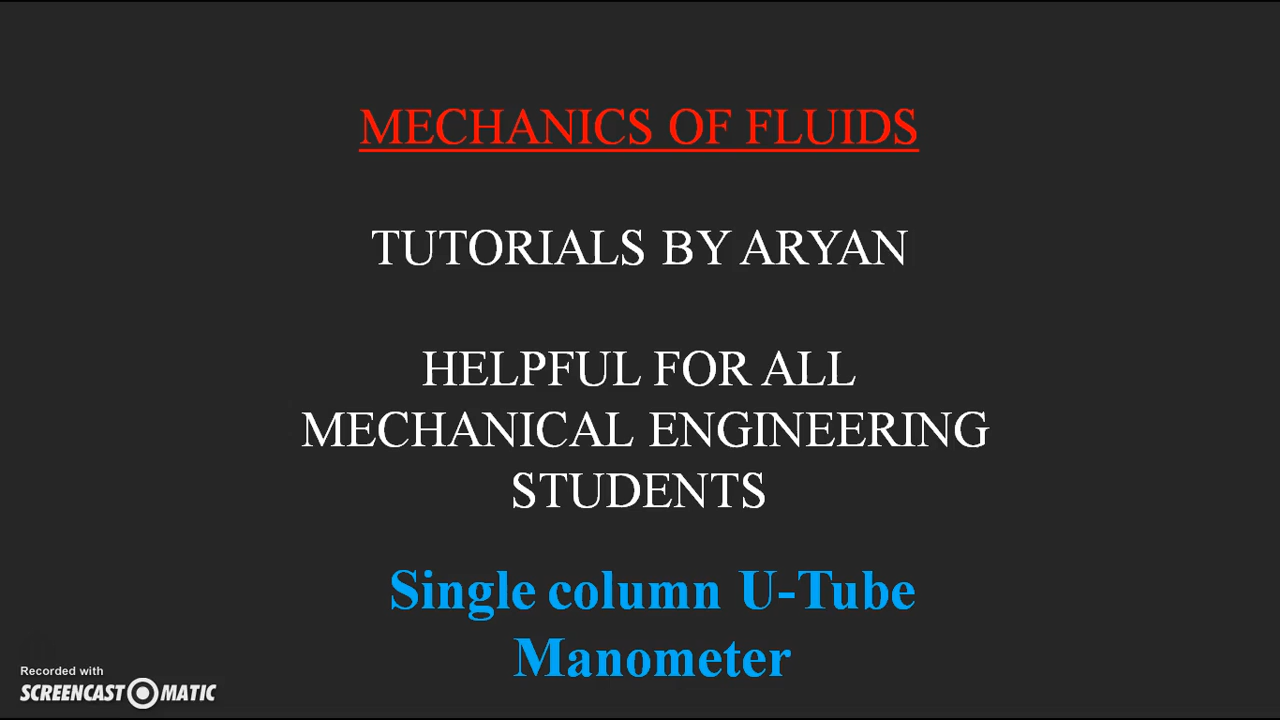 MECHANICS OF FLUIDS
TUTORIALS BY ARYAN
HELPFUL FOR ALL
MECHANICAL ENGINEERING
STUDENTS
Single column U-Tube
Manometer
Recorded with
SCREENCAST MATIC